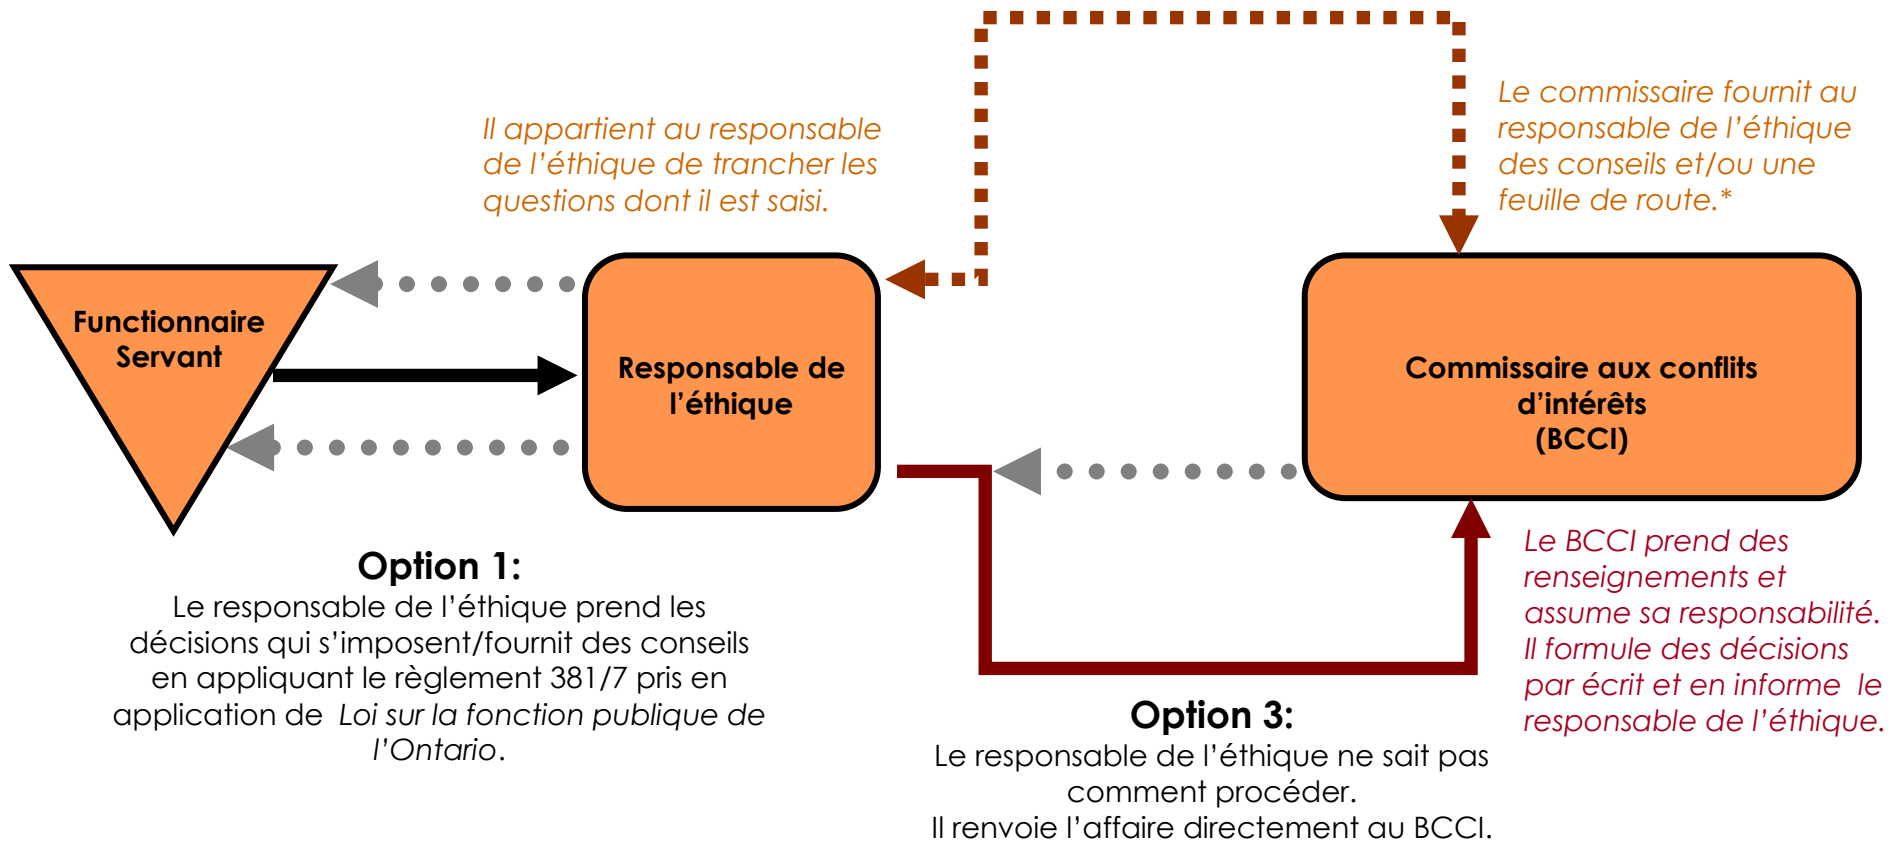 Il appartient au responsable
de l’éthique de trancher les
questions dont il est saisi.
Le commissaire fournit au
responsable de l’éthique
des conseils et/ou une
feuille de route.*
Functionnaire
Servant
Responsable de
l’éthique
Commissaire aux conflits
d’intérêts
(BCCI)
Option 1:
Le responsable de l’éthique prend les
décisions qui s’imposent/fournit des conseils
en appliquant le règlement 381/7 pris en
application de Loi sur la fonction publique de
l’Ontario.
Option 3:
Le responsable de l’éthique ne sait pas
comment procéder.
Il renvoie l’affaire directement au BCCI.
Le BCCI prend des
renseignements et
assume sa responsabilité.
Il formule des décisions
par écrit et en informe le
responsable de l’éthique.